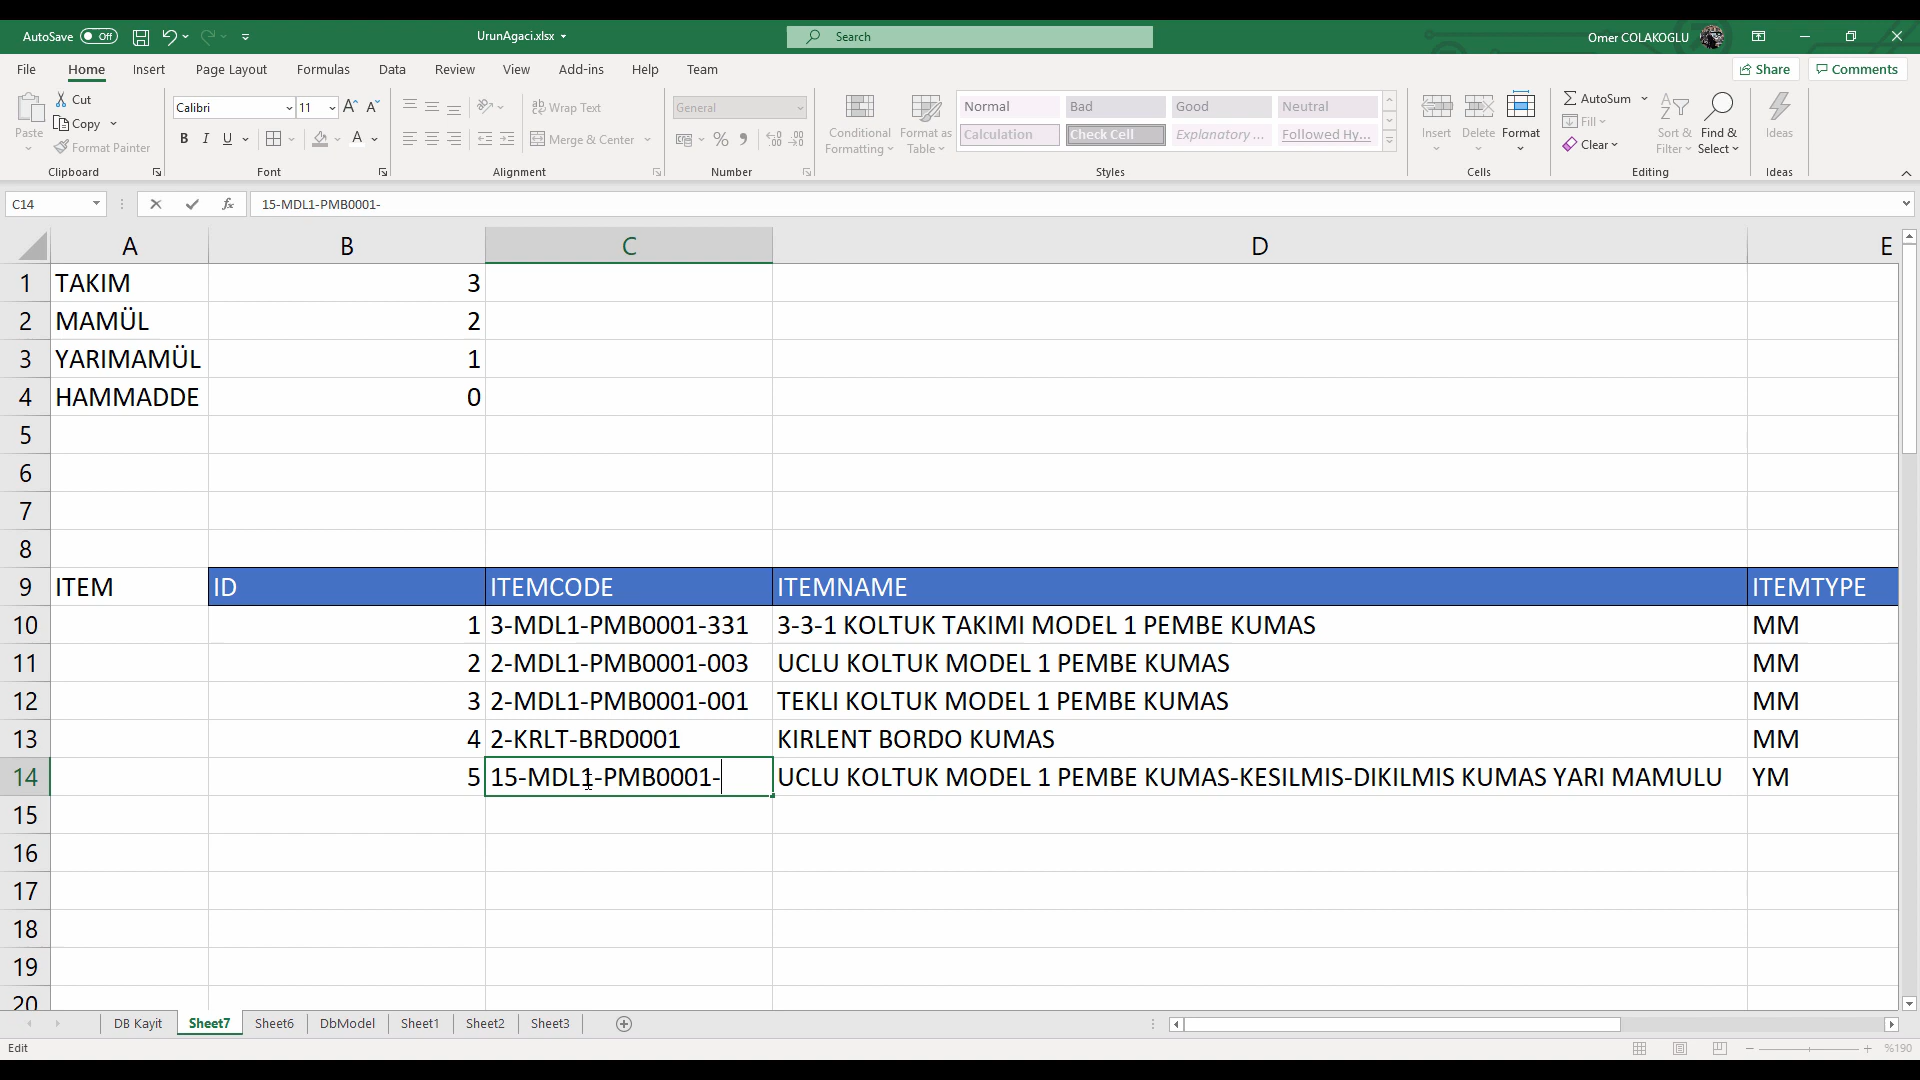 AutoSave Off UrunAgaci.xlsx Search Omer COLAKOGLU
File Home Insert Page Layout Formulas Data Review View Add-ins Help Team Share Comments
Paste Cut Copy Format Painter Clipboard
Calibri 11 A A B I U A Font
Wrap Text Merge & Center Alignment
General % Number
Conditional Formatting Format as Table
Normal Bad Good Neutral
Calculation Check Cell Explanatory ... Followed Hy...
Styles
Insert Delete Format Cells
AutoSum Fill Clear Sort & Filter Find & Select Editing
Ideas Ideas
C14 fx 15-MDL1-PMB0001-
A B C D E
1 TAKIM 3
2 MAMÜL 2
3 YARIMAMÜL 1
4 HAMMADDE 0
5
6
7
8
9 ITEM ID ITEMCODE ITEMNAME ITEMTYPE
10 1 3-MDL1-PMB0001-331 3-3-1 KOLTUK TAKIMI MODEL 1 PEMBE KUMAS MM
11 2 2-MDL1-PMB0001-003 UCLU KOLTUK MODEL 1 PEMBE KUMAS MM
12 3 2-MDL1-PMB0001-001 TEKLI KOLTUK MODEL 1 PEMBE KUMAS MM
13 4 2-KRLT-BRD0001 KIRLENT BORDO KUMAS MM
14 5 15-MDL1-PMB0001- UCLU KOLTUK MODEL 1 PEMBE KUMAS-KESILMIS-DIKILMIS KUMAS YARI MAMULU YM
15
16
17
18
19
20
DB Kayit Sheet7 Sheet6 DbModel Sheet1 Sheet2 Sheet3
Edit %190